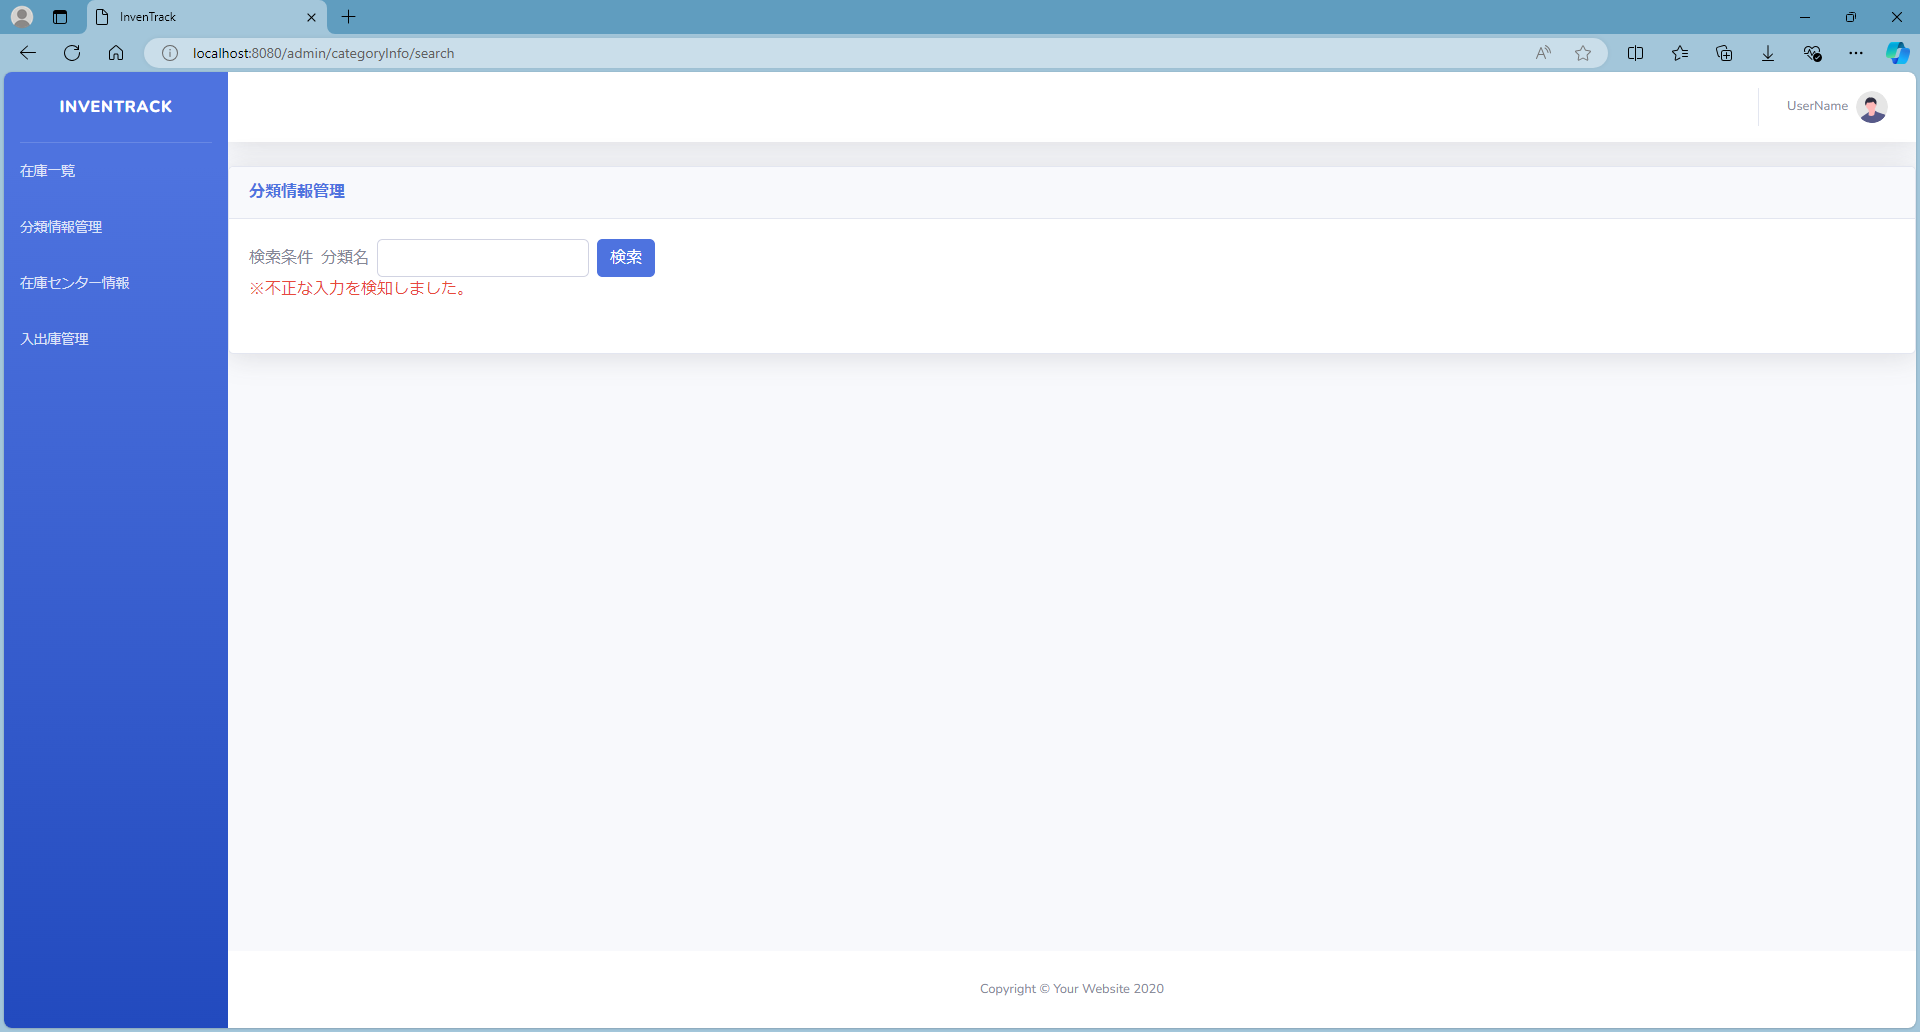 InvenTrack
localhost:8080/admin/categoryInfo/search
INVENTRACK
UserName
在庫一覧
分類情報管理
在庫センター情報
入出庫管理
分類情報管理
検索条件 分類名 検索
※不正な入力を検知しました。
Copyright © Your Website 2020